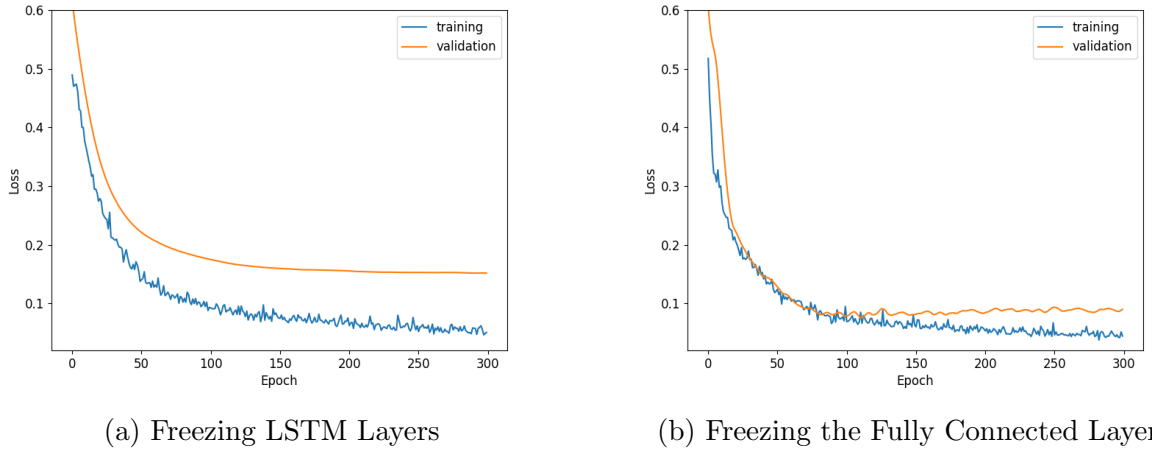 0.6
0.5
0.4
0.3
0.2
0.1
Loss
training
validation
0 50 100 150 200 250 300
Epoch
(a) Freezing LSTM Layers
0.6
0.5
0.4
0.3
0.2
0.1
Loss
training
validation
0 50 100 150 200 250 300
Epoch
(b) Freezing the Fully Connected Layer